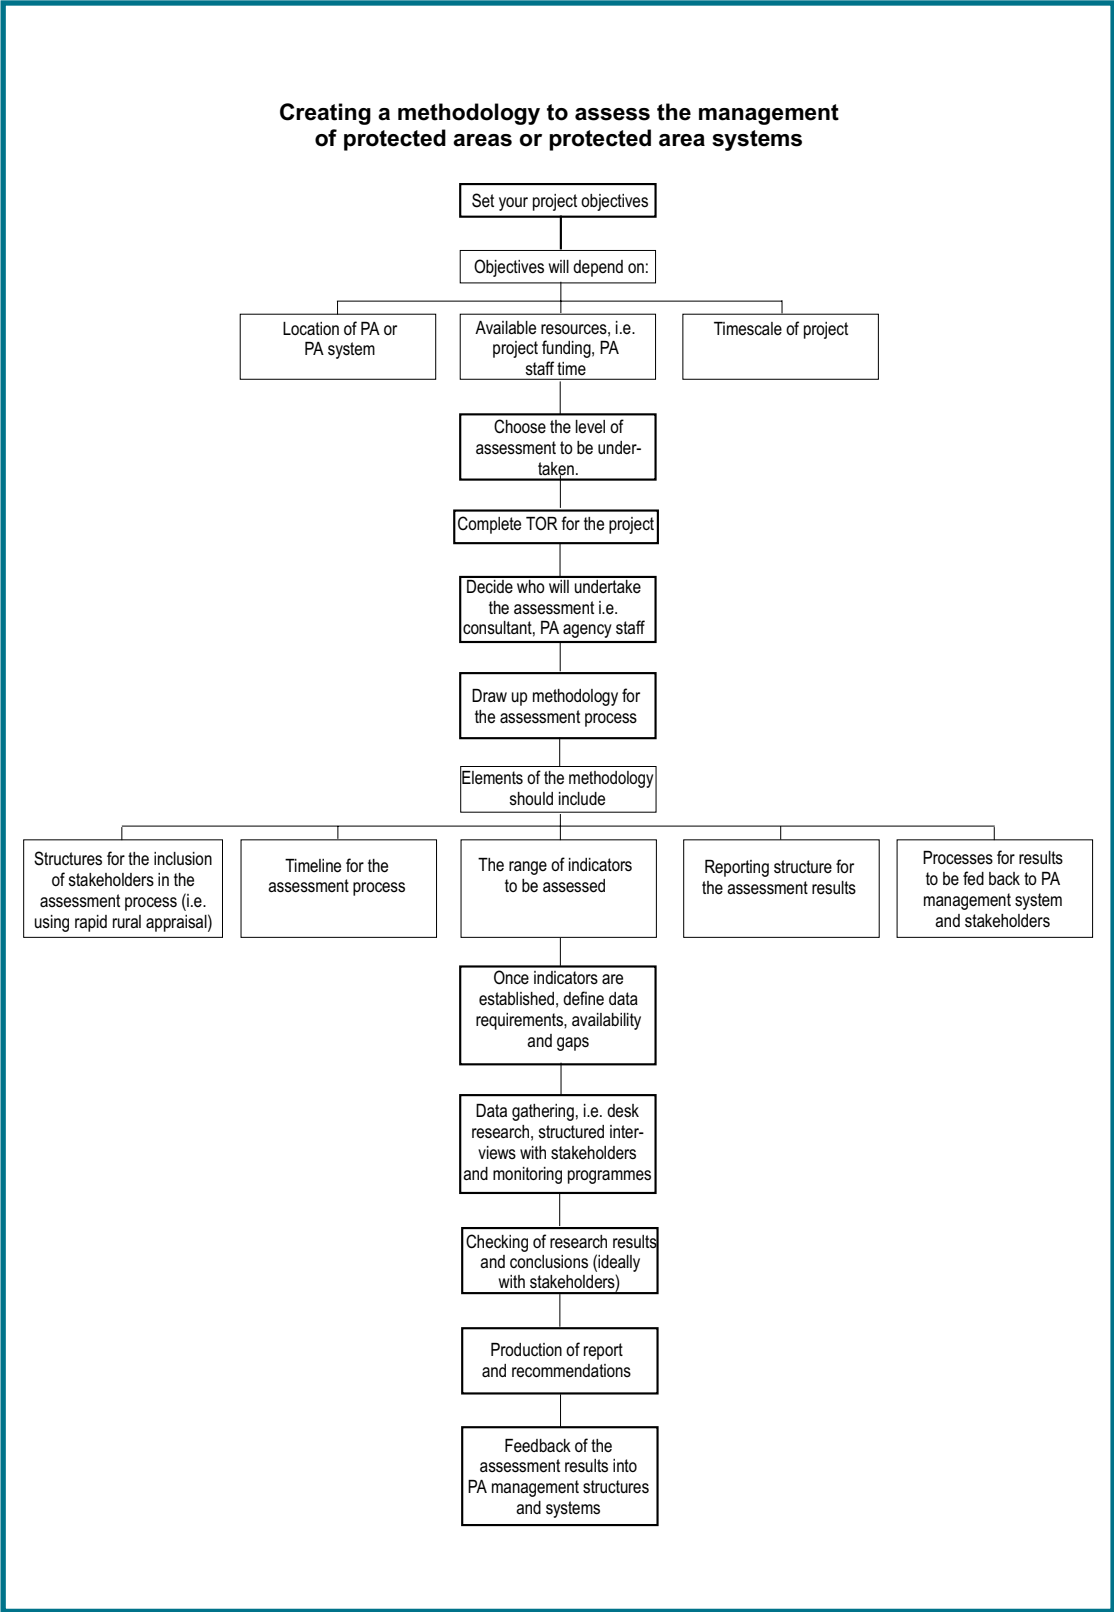 Creating a methodology to assess the management
of protected areas or protected area systems
Set your project objectives
Objectives will depend on:
Location of PA or
PA system
Available resources, i.e.
project funding, PA
staff time
Timescale of project
Choose the level of
assessment to be under-
taken.
Complete TOR for the project
Decide who will undertake
the assessment i.e.
consultant, PA agency staff
Draw up methodology for
the assessment process
Elements of the methodology
should include
Structures for the inclusion
of stakeholders in the
assessment process (i.e.
using rapid rural appraisal)
Timeline for the
assessment process
The range of indicators
to be assessed
Reporting structure for
the assessment results
Processes for results
to be fed back to PA
management system
and stakeholders
Once indicators are
established, define data
requirements, availability
and gaps
Data gathering, i.e. desk
research, structured inter-
views with stakeholders
and monitoring programmes
Checking of research results
and conclusions (ideally
with stakeholders)
Production of report
and recommendations
Feedback of the
assessment results into
PA management structures
and systems